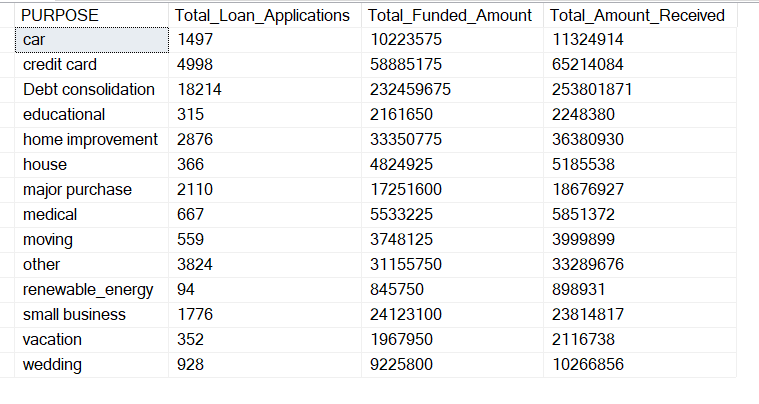 PURPOSE Total_Loan_Applications Total_Funded_Amount Total_Amount_Received
car 1497 10223575 11324914
credit card 4998 58885175 65214084
Debt consolidation 18214 232459675 253801871
educational 315 2161650 2248380
home improvement 2876 33350775 36380930
house 366 4824925 5185538
major purchase 2110 17251600 18676927
medical 667 5533225 5851372
moving 559 3748125 3999899
other 3824 31155750 33289676
renewable_energy 94 845750 898931
small business 1776 24123100 23814817
vacation 352 1967950 2116738
wedding 928 9225800 10266856